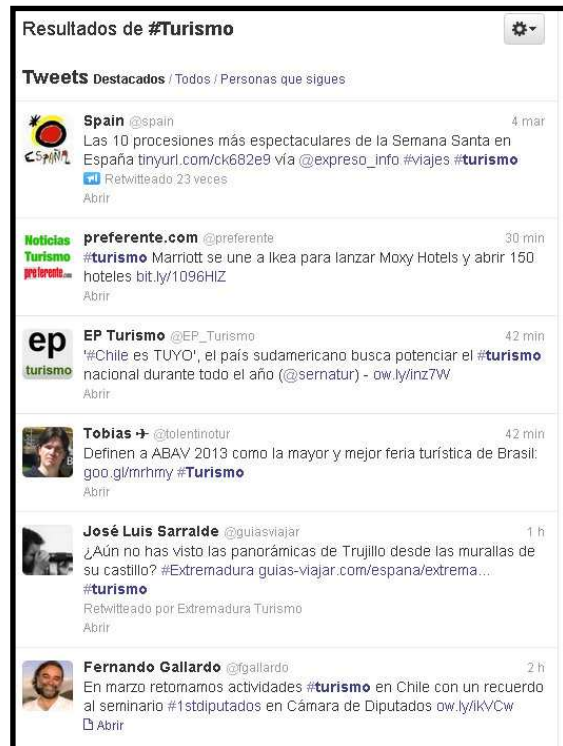 Resultados de #Turismo
Tweets Destacados / Todos / Personas que sigues
Spain @spain 4 mar
Las 10 procesiones más espectaculares de la Semana Santa en
España tinyurl.com/ck682e9 vía @expreso_info #viajes #turismo
Retwitteado 23 veces
Abrir
ESPAÑA
preferente.com @preferente 30 min
#turismo Marriott se une a Ikea para lanzar Moxy Hotels y abrir 150
hoteles bit.ly/1096HlZ
Abrir
Noticias
Turismo
preferente.com
EP Turismo @EP_Turismo 42 min
'#Chile es TUYO', el país sudamericano busca potenciar el #turismo
nacional durante todo el año (@sernatur) - ow.ly/inz7W
Abrir
ep
turismo
Tobias ✈ @tolentinotur 42 min
Definen a ABAV 2013 como la mayor y mejor feria turística de Brasil:
goo.gl/mrhmy #Turismo
Abrir
José Luis Sarralde @guiasviajar 1 h
¿Aún no has visto las panorámicas de Trujillo desde las murallas de
su castillo? #Extremadura guias-viajar.com/espana/extrema...
#turismo
Retwitteado por Extremadura Turismo
Abrir
Fernando Gallardo @fgallardo 2 h
En marzo retomamos actividades #turismo en Chile con un recuerdo
al seminario #1stdiputados en Cámara de Diputados ow.ly/ikVCw
Abrir